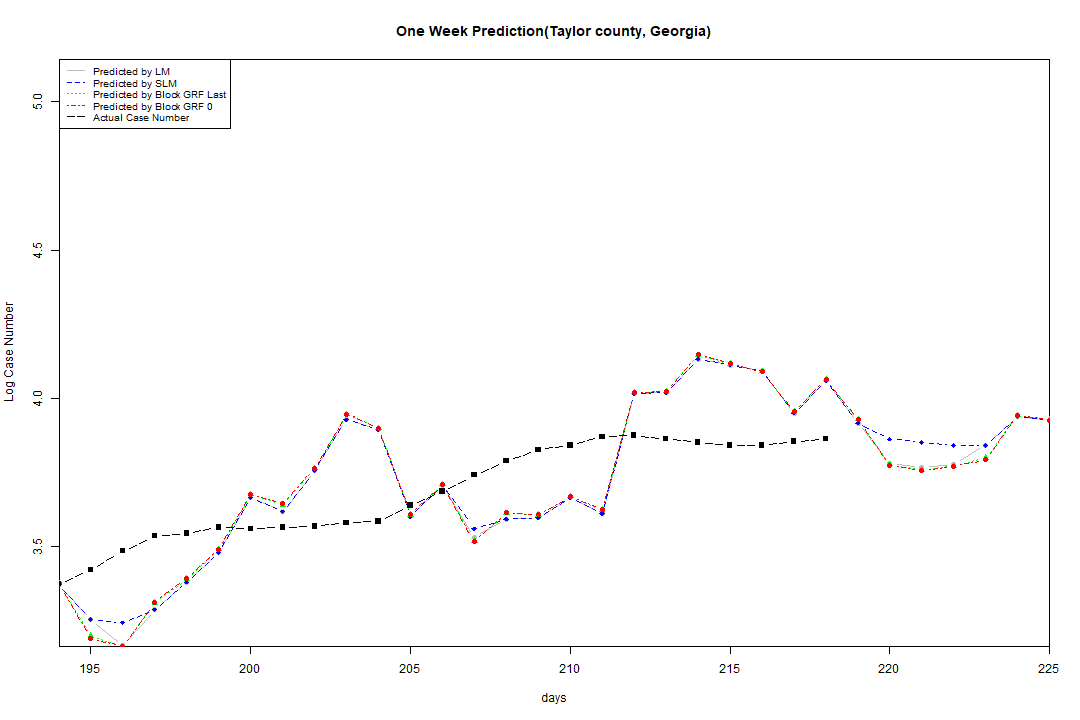 One Week Prediction(Taylor county, Georgia)
Predicted by LM
Predicted by SLM
Predicted by Block GRF Last
Predicted by Block GRF 0
Actual Case Number
5.0
4.5
4.0
3.5
Log Case Number
195 200 205 210 215 220 225
days